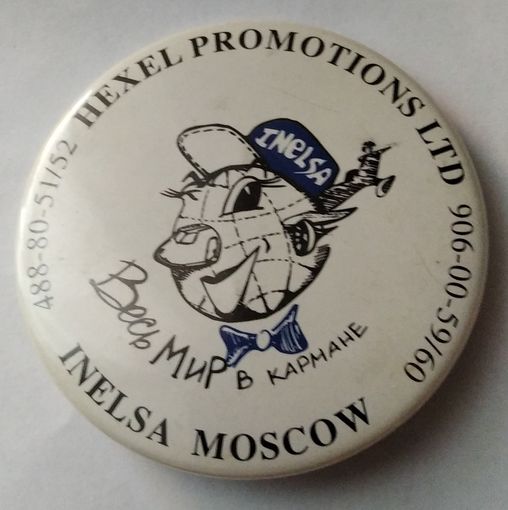 HEXEL PROMOTIONS LTD
488-80-51/52
906-00-59/60
INELSA
Весь Мир
в кармане
INELSA MOSCOW